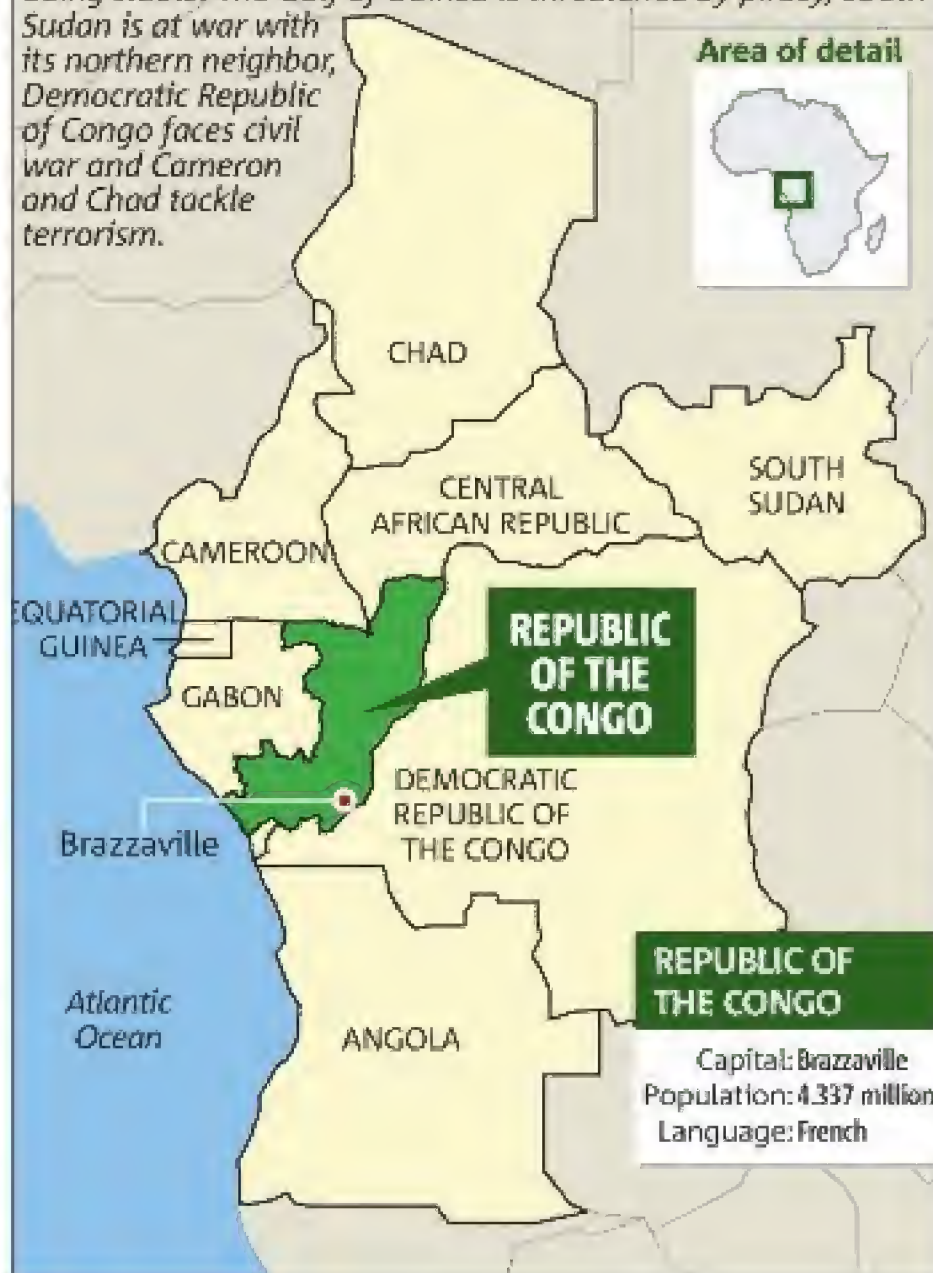 Sudan is at war with
its northern neighbor,
Democratic Republic
of Congo faces civil
war and Cameron
and Chad tackle
terrorism.
Area of detail
CHAD
SOUTH
SUDAN
CENTRAL
AFRICAN REPUBLIC
CAMEROON
EQUATORIAL
GUINEA
REPUBLIC
OF THE
CONGO
GABON
DEMOCRATIC
REPUBLIC OF
THE CONGO
Brazzaville
Atlantic
Ocean
ANGOLA
REPUBLIC OF
THE CONGO
Capital: Brazzaville
Population: 4.337 million
Language: French